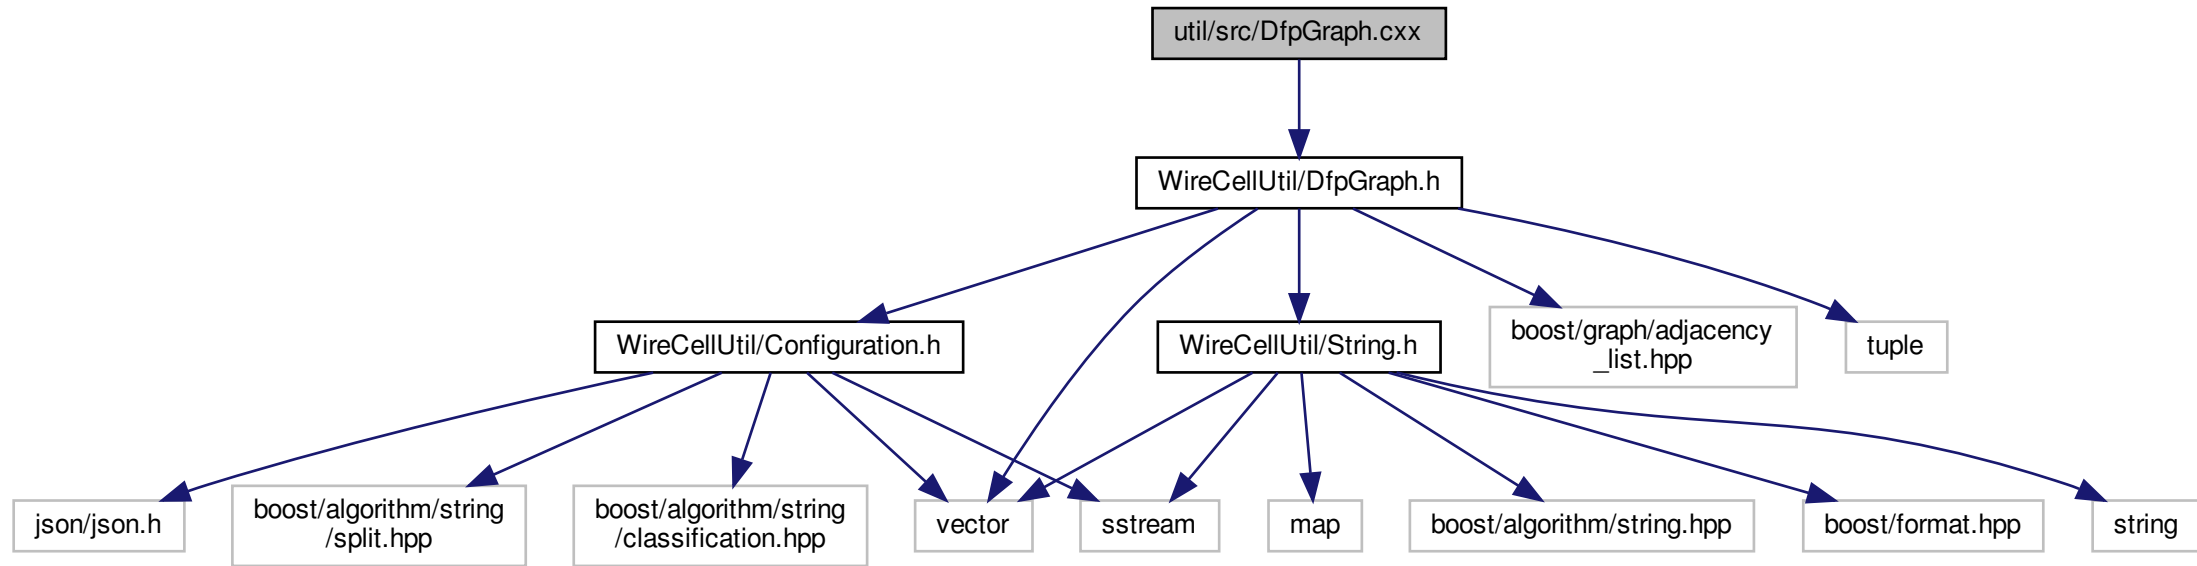 util/src/DfpGraph.cxx
WireCellUtil/DfpGraph.h
WireCellUtil/Configuration.h
WireCellUtil/String.h
boost/graph/adjacency
_list.hpp
tuple
json/json.h
boost/algorithm/string
/split.hpp
boost/algorithm/string
/classification.hpp
vector
sstream
map
boost/algorithm/string.hpp
boost/format.hpp
string